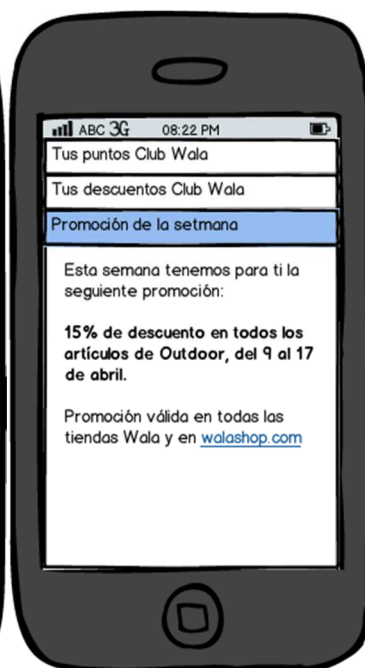 ABC 3G 08:22 PM
Tus puntos Club Wala
Tus descuentos Club Wala
Promoción de la setmana
Esta semana tenemos para ti la
seguiente promoción:
15% de descuento en todos los
artículos de Outdoor, del 9 al 17
de abril.
Promoción válida en todas las
tiendas Wala y en walashop.com